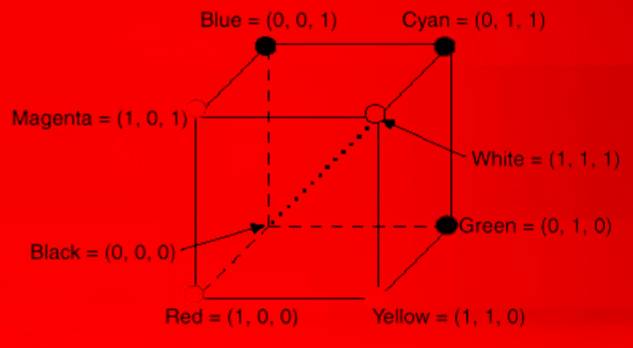 Blue = (0, 0, 1)
Cyan = (0, 1, 1)
Magenta = (1, 0, 1)
White = (1, 1, 1)
Green = (0, 1, 0)
Black = (0, 0, 0)
Red = (1, 0, 0)
Yellow = (1, 1, 0)